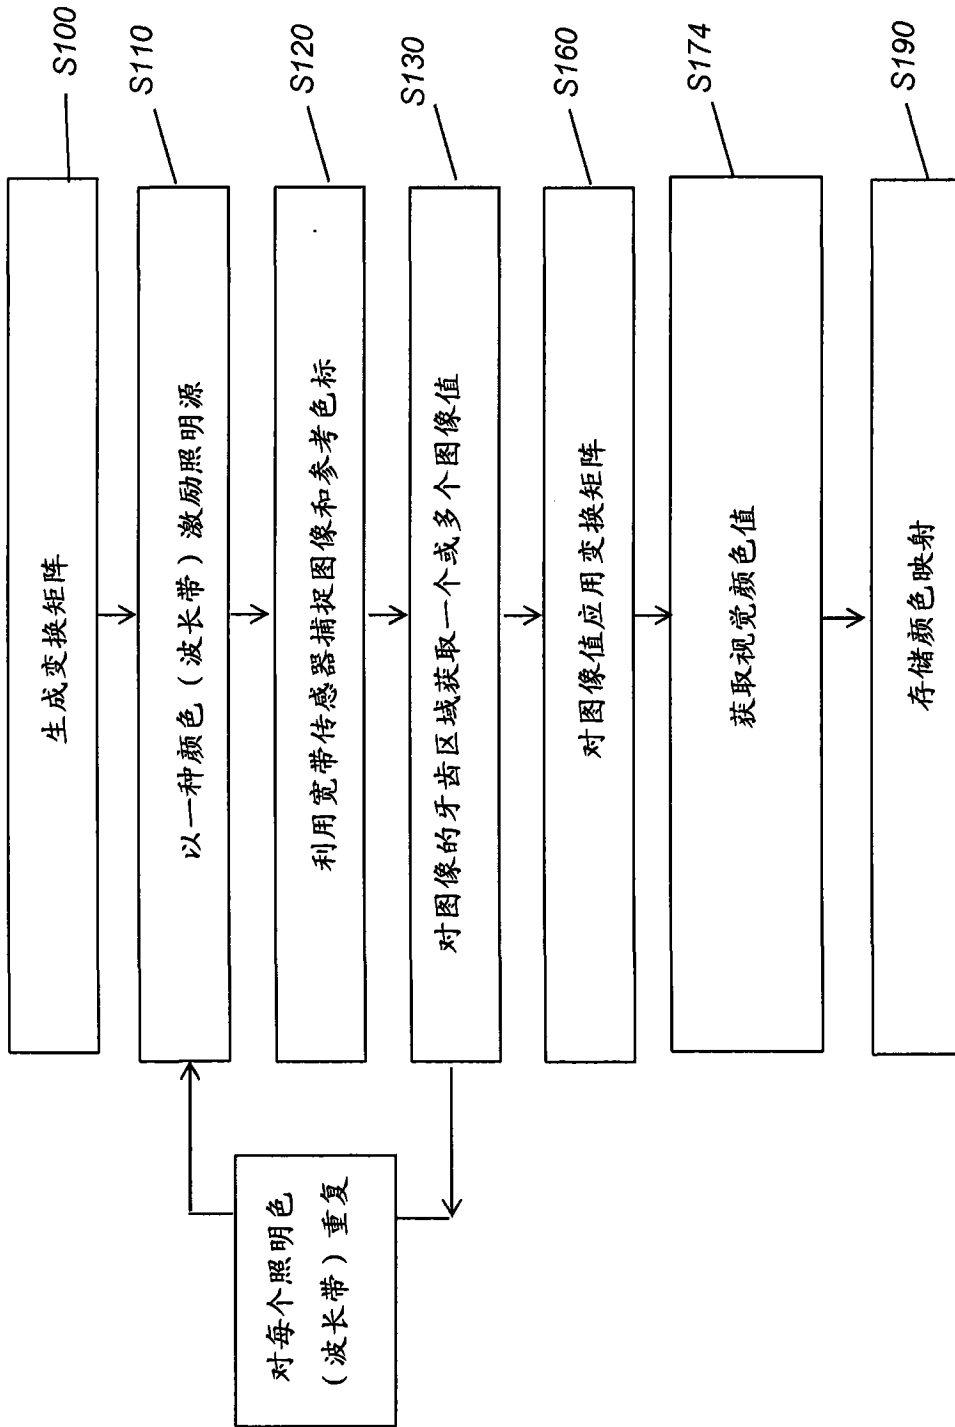 生成变换矩阵
S100
以一种颜色（波长带）激励照明源
S110
利用宽带传感器捕捉图像和参考色标
S120
对图像的牙齿区域获取一个或多个图像值
S130
对每个照明色
（波长带）重复
对图像值应用变换矩阵
S160
获取视觉颜色值
S174
存储颜色映射
S190